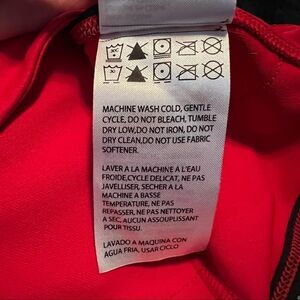 MACHINE WASH COLD, GENTLE
CYCLE, DO NOT BLEACH, TUMBLE
DRY LOW,DO NOT IRON, DO NOT
DRY CLEAN,DO NOT USE FABRIC
SOFTENER.
LAVER A LA MACHINE A L'EAU
FROIDE,CYCLE DELICAT, NE PAS
JAVELLISER, SECHER A LA
MACHINE A BASSE
TEMPERATURE, NE PAS
REPASSER, NE PAS NETTOYER
A SEC, AUCUN ASSOUPLISSANT
POUR TISSU.
LAVADO A MAQUINA CON
AGUA FRIA, USAR CICLO